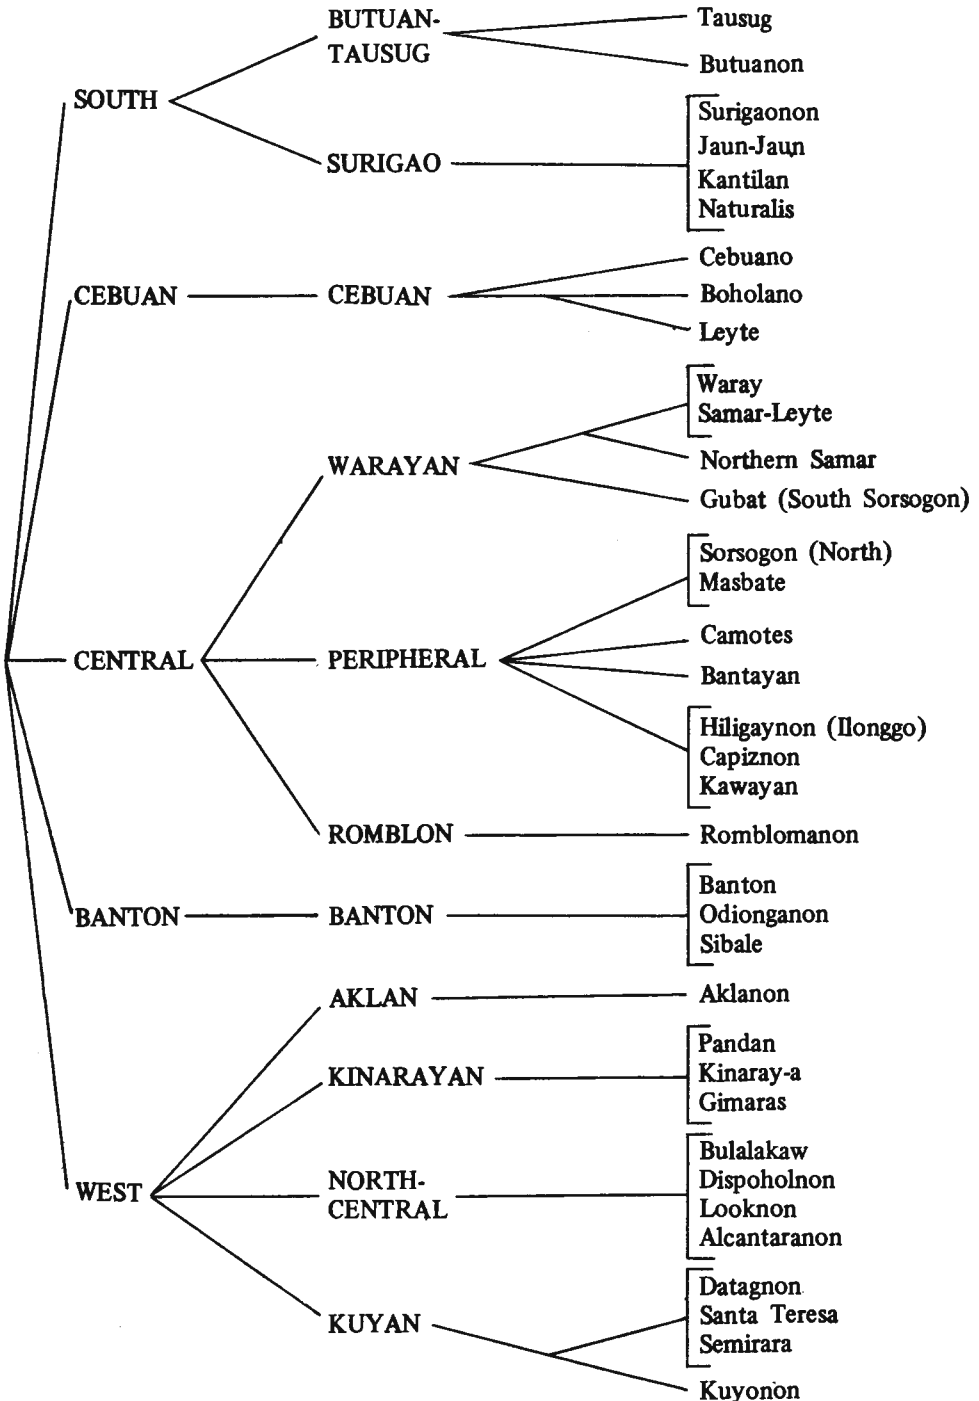 BUTUAN-
TAUSUG
Tausug
Butuanon
SOUTH
Surigaonon
Jaun-Jaun
SURIGAO
Kantilan
Naturalis
Cebuano
CEBUAN
CEBUAN
Boholano
Leyte
Waray
Samar-Leyte
WARAYAN
Northern Samar
Gubat (South Sorsogon)
Sorsogon (North)
Masbate
Camotes
CENTRAL
PERIPHERAL
Bantayan
Hiligaynon (Ilonggo)
Capiznon
Kawayan
ROMBLON
Romblomanon
Banton
BANTON
BANTON
Odionganon
Sibale
AKLAN
Aklanon
Pandan
KINARAYAN
Kinaray-a
Gimaras
Bulalakaw
WEST
NORTH-
CENTRAL
Dispoholnon
Looknon
Alcantaranon
Datagnon
Santa Teresa
KUYAN
Semirara
Kuyonon